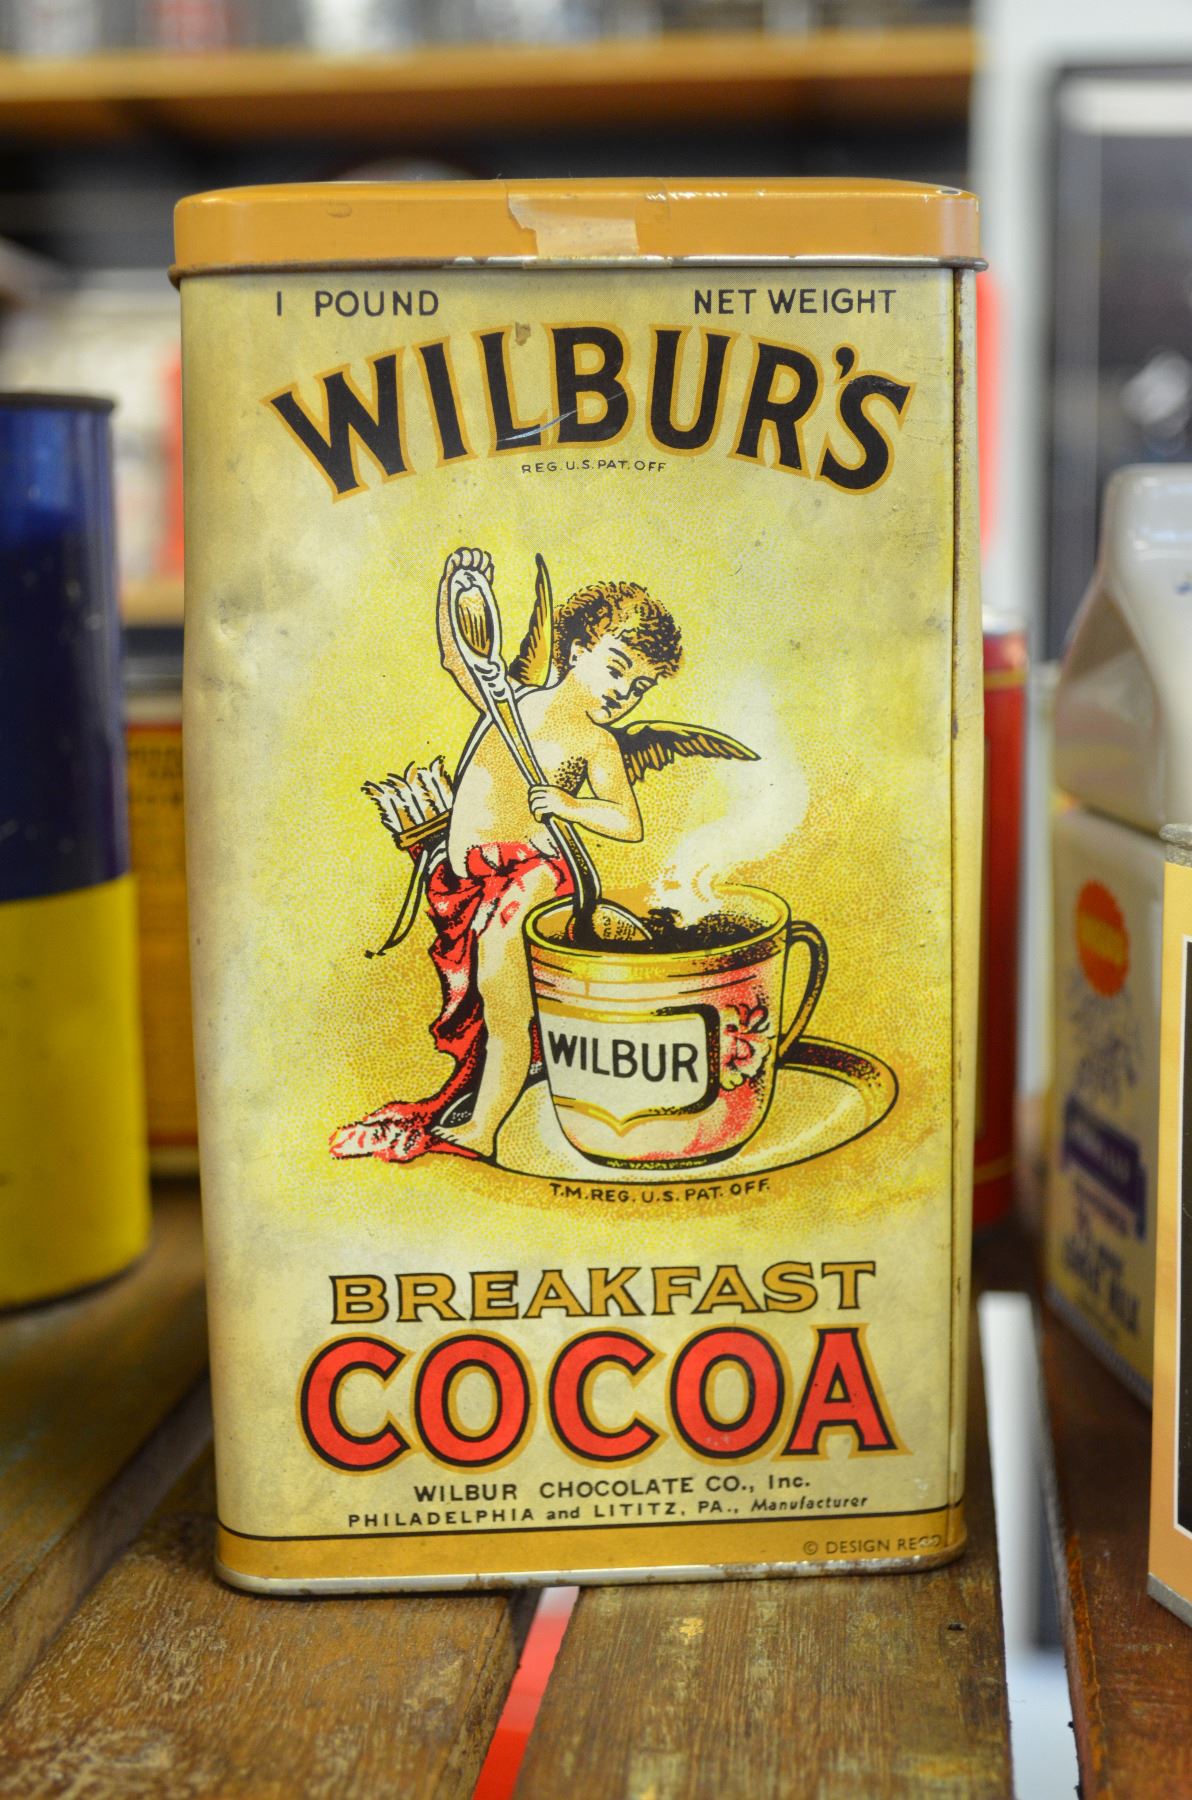 1 POUND NET WEIGHT
WILBUR'S
REG.U.S.PAT.OFF
WILBUR
T.M.REG.U.S.PAT.OFF.
BREAKFAST
COCOA
WILBUR CHOCOLATE CO., Inc.
PHILADELPHIA and LITITZ, PA., Manufacturer
© DESIGN REGD